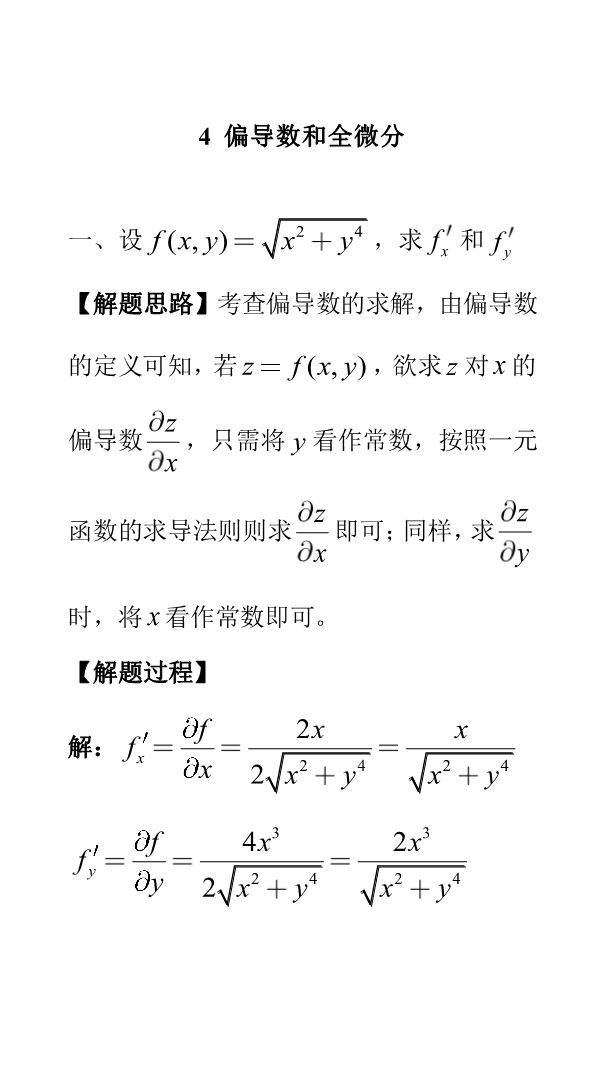 4 偏导数和全微分
一、设 $f(x,y)=\sqrt{x^2+y^4}$ ，求 $f'_x$ 和 $f'_y$
【解题思路】考查偏导数的求解，由偏导数
的定义可知，若 $z=f(x,y)$ ，欲求 $z$ 对 $x$ 的
偏导数 $\frac{\partial z}{\partial x}$ ，只需将 $y$ 看作常数，按照一元
函数的求导法则则求 $\frac{\partial z}{\partial x}$ 即可；同样，求 $\frac{\partial z}{\partial y}$
时，将 $x$ 看作常数即可。
【解题过程】
解： $f'_x=\frac{\partial f}{\partial x}=\frac{2x}{2\sqrt{x^2+y^4}}=\frac{x}{\sqrt{x^2+y^4}}$
$f'_y=\frac{\partial f}{\partial y}=\frac{4x^3}{2\sqrt{x^2+y^4}}=\frac{2x^3}{\sqrt{x^2+y^4}}$